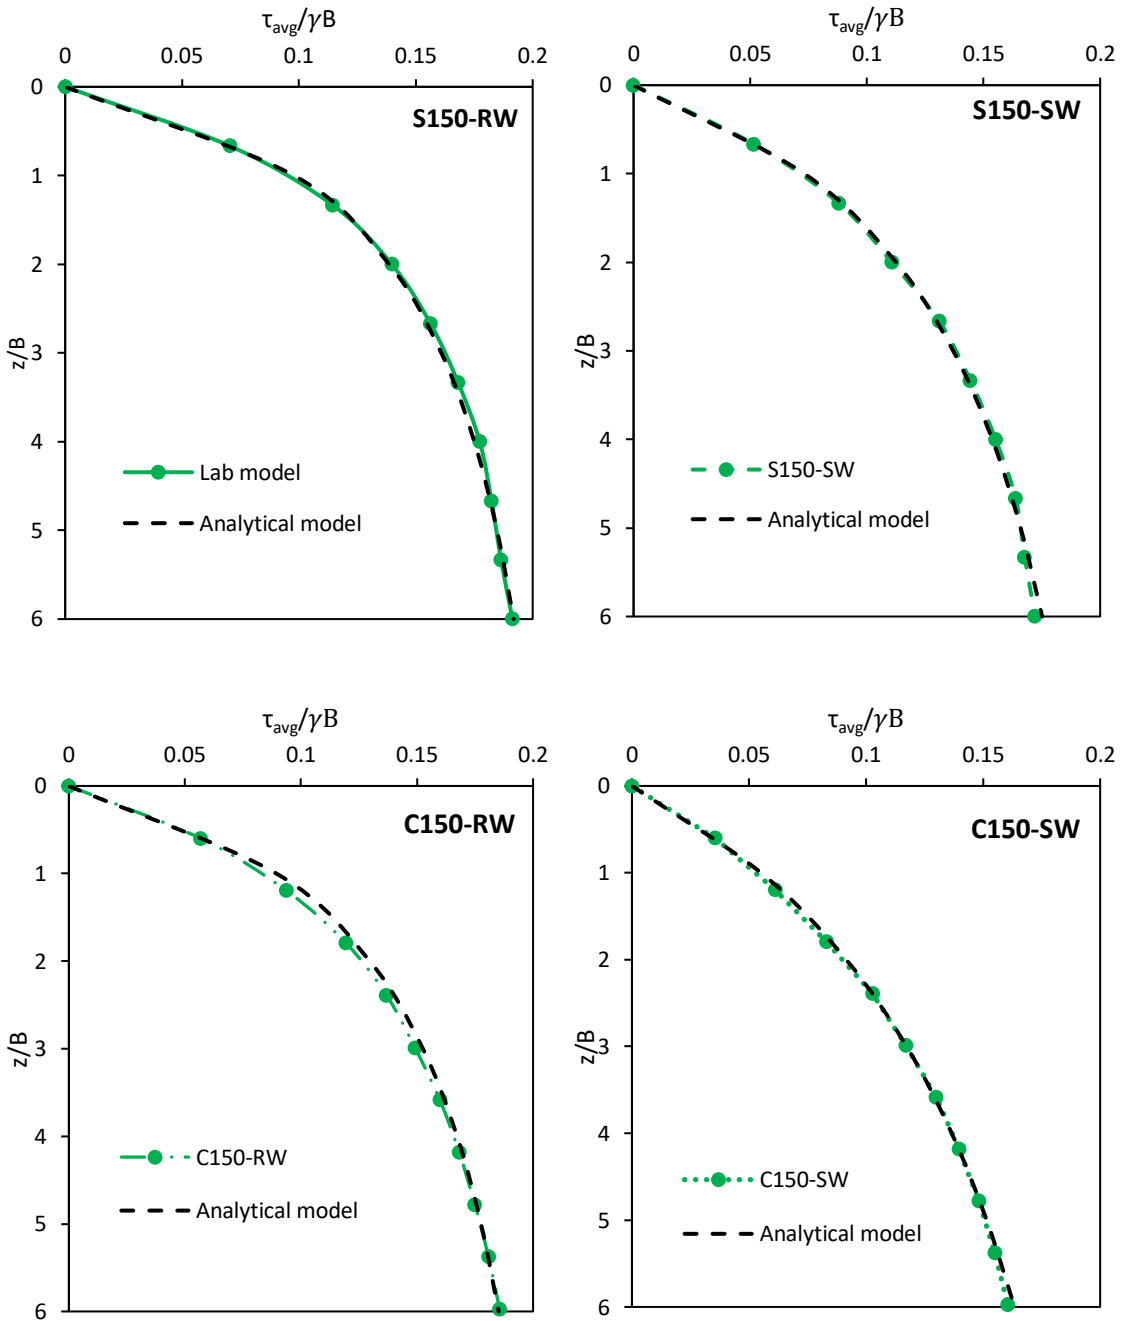 τavg/γB
0 0.05 0.1 0.15 0.2
0
1
2
3
4
5
6
z/B
S150-RW
Lab model
Analytical model
τavg/γB
0 0.05 0.1 0.15 0.2
0
1
2
3
4
5
6
z/B
S150-SW
S150-SW
Analytical model
τavg/γB
0 0.05 0.1 0.15 0.2
0
1
2
3
4
5
6
z/B
C150-RW
C150-RW
Analytical model
τavg/γB
0 0.05 0.1 0.15 0.2
0
1
2
3
4
5
6
z/B
C150-SW
C150-SW
Analytical model